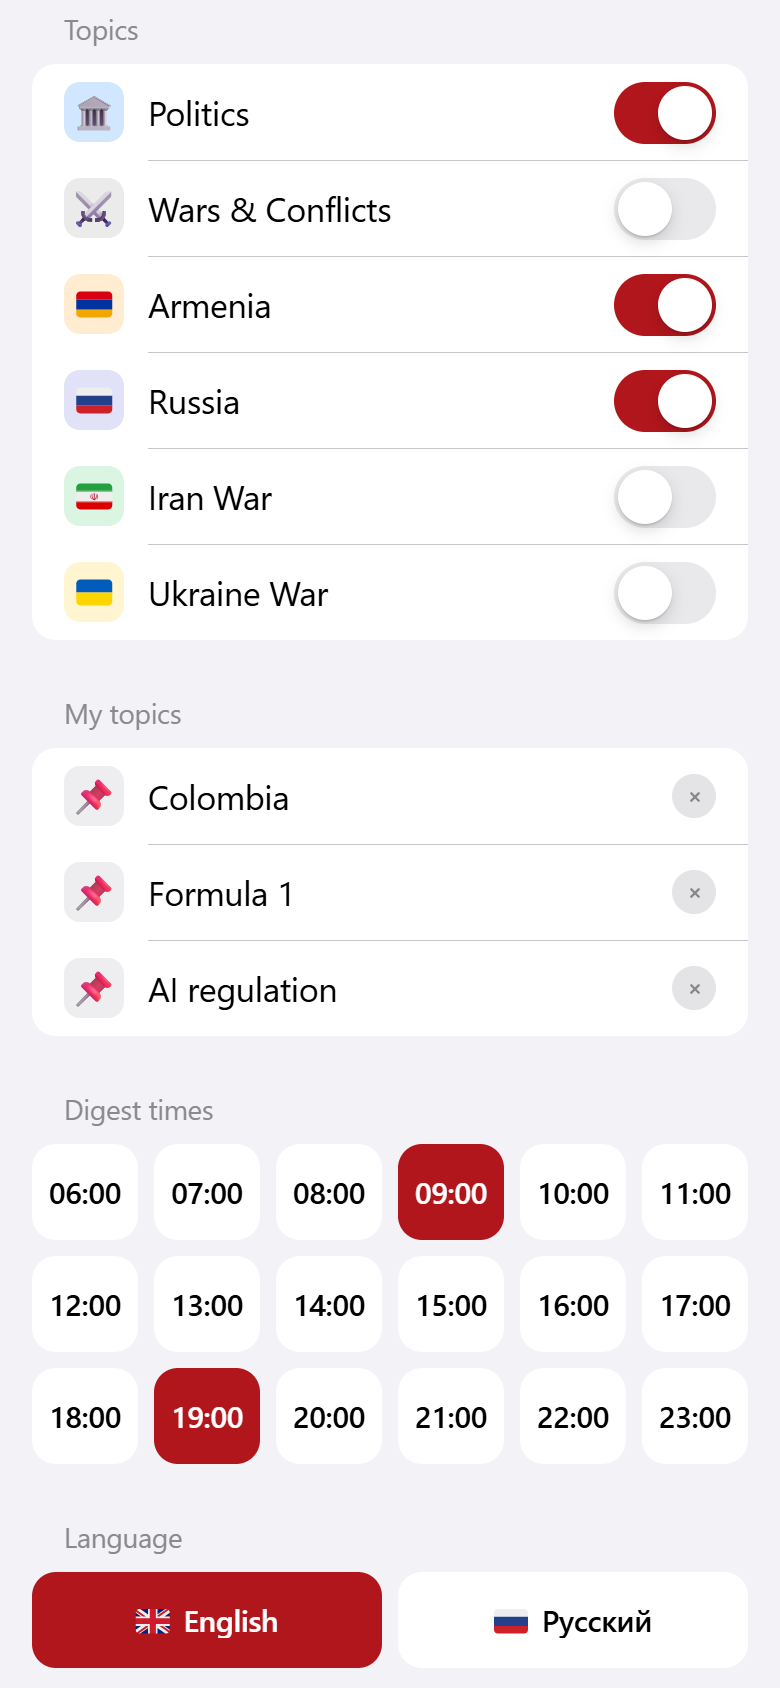 Topics
Politics
Wars & Conflicts
Armenia
Russia
Iran War
Ukraine War
My topics
Colombia ×
Formula 1 ×
AI regulation ×
Digest times
06:00 07:00 08:00 09:00 10:00 11:00
12:00 13:00 14:00 15:00 16:00 17:00
18:00 19:00 20:00 21:00 22:00 23:00
Language
English Русский